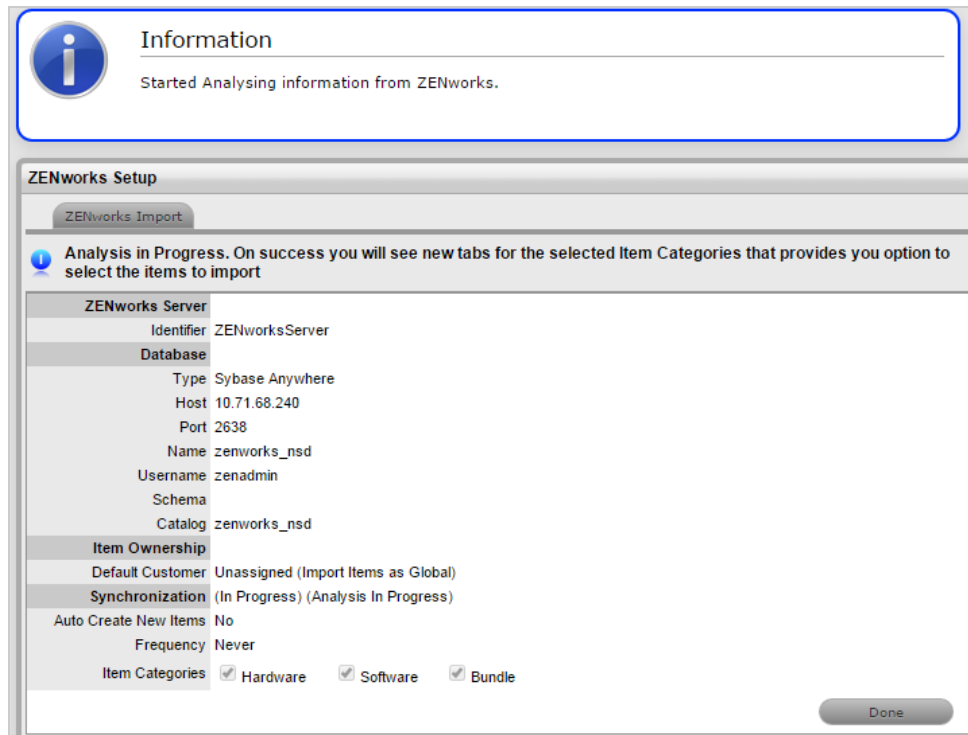 Information
Started Analysing information from ZENworks.
ZENworks Setup
ZENworks Import
Analysis in Progress. On success you will see new tabs for the selected Item Categories that provides you option to
select the items to import
ZENworks Server
Identifier ZENworksServer
Database
Type Sybase Anywhere
Host 10.71.68.240
Port 2638
Name zenworks_nsd
Username zenadmin
Schema
Catalog zenworks_nsd
Item Ownership
Default Customer Unassigned (Import Items as Global)
Synchronization (In Progress) (Analysis In Progress)
Auto Create New Items No
Frequency Never
Item Categories Hardware Software Bundle
Done